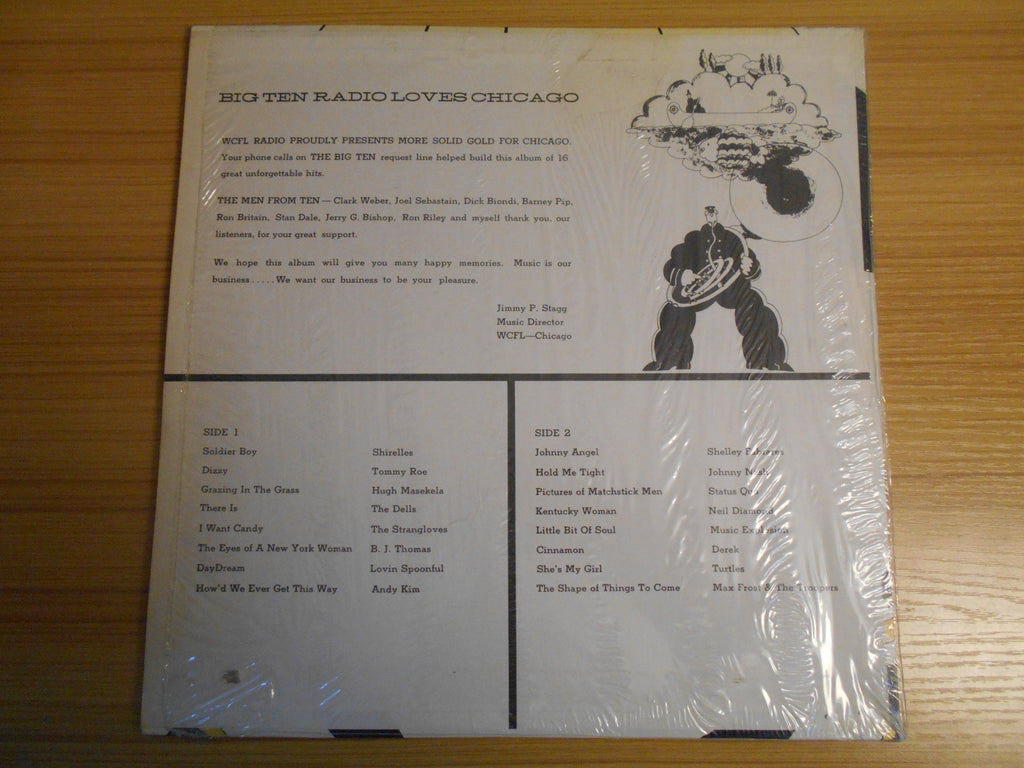 BIG TEN RADIO LOVES CHICAGO
WCFL RADIO PROUDLY PRESENTS MORE SOLID GOLD FOR CHICAGO.
Your phone calls on THE BIG TEN request line helped build this album of 16
great unforgettable hits.
THE MEN FROM TEN — Clark Weber, Joel Sebastain, Dick Biondi, Barney Pip,
Ron Britain, Stan Dale, Jerry G. Bishop, Ron Riley and myself thank you, our
listeners, for your great support.
We hope this album will give you many happy memories. Music is our
business.....We want our business to be your pleasure.
Jimmy P. Stagg
Music Director
WCFL—Chicago
SIDE 1
Soldier Boy Shirelles
Dizzy Tommy Roe
Grazing In The Grass Hugh Masekela
There Is The Dells
I Want Candy The Strangloves
The Eyes of A New York Woman B. J. Thomas
DayDream Lovin Spoonful
How'd We Ever Get This Way Andy Kim
SIDE 2
Johnny Angel Shelley Fabrares
Hold Me Tight Johnny Nash
Pictures of Matchstick Men Status Quo
Kentucky Woman Neil Diamond
Little Bit Of Soul Music Explosion
Cinnamon Derek
She's My Girl Turtles
The Shape of Things To Come Max Frost & The Troopers